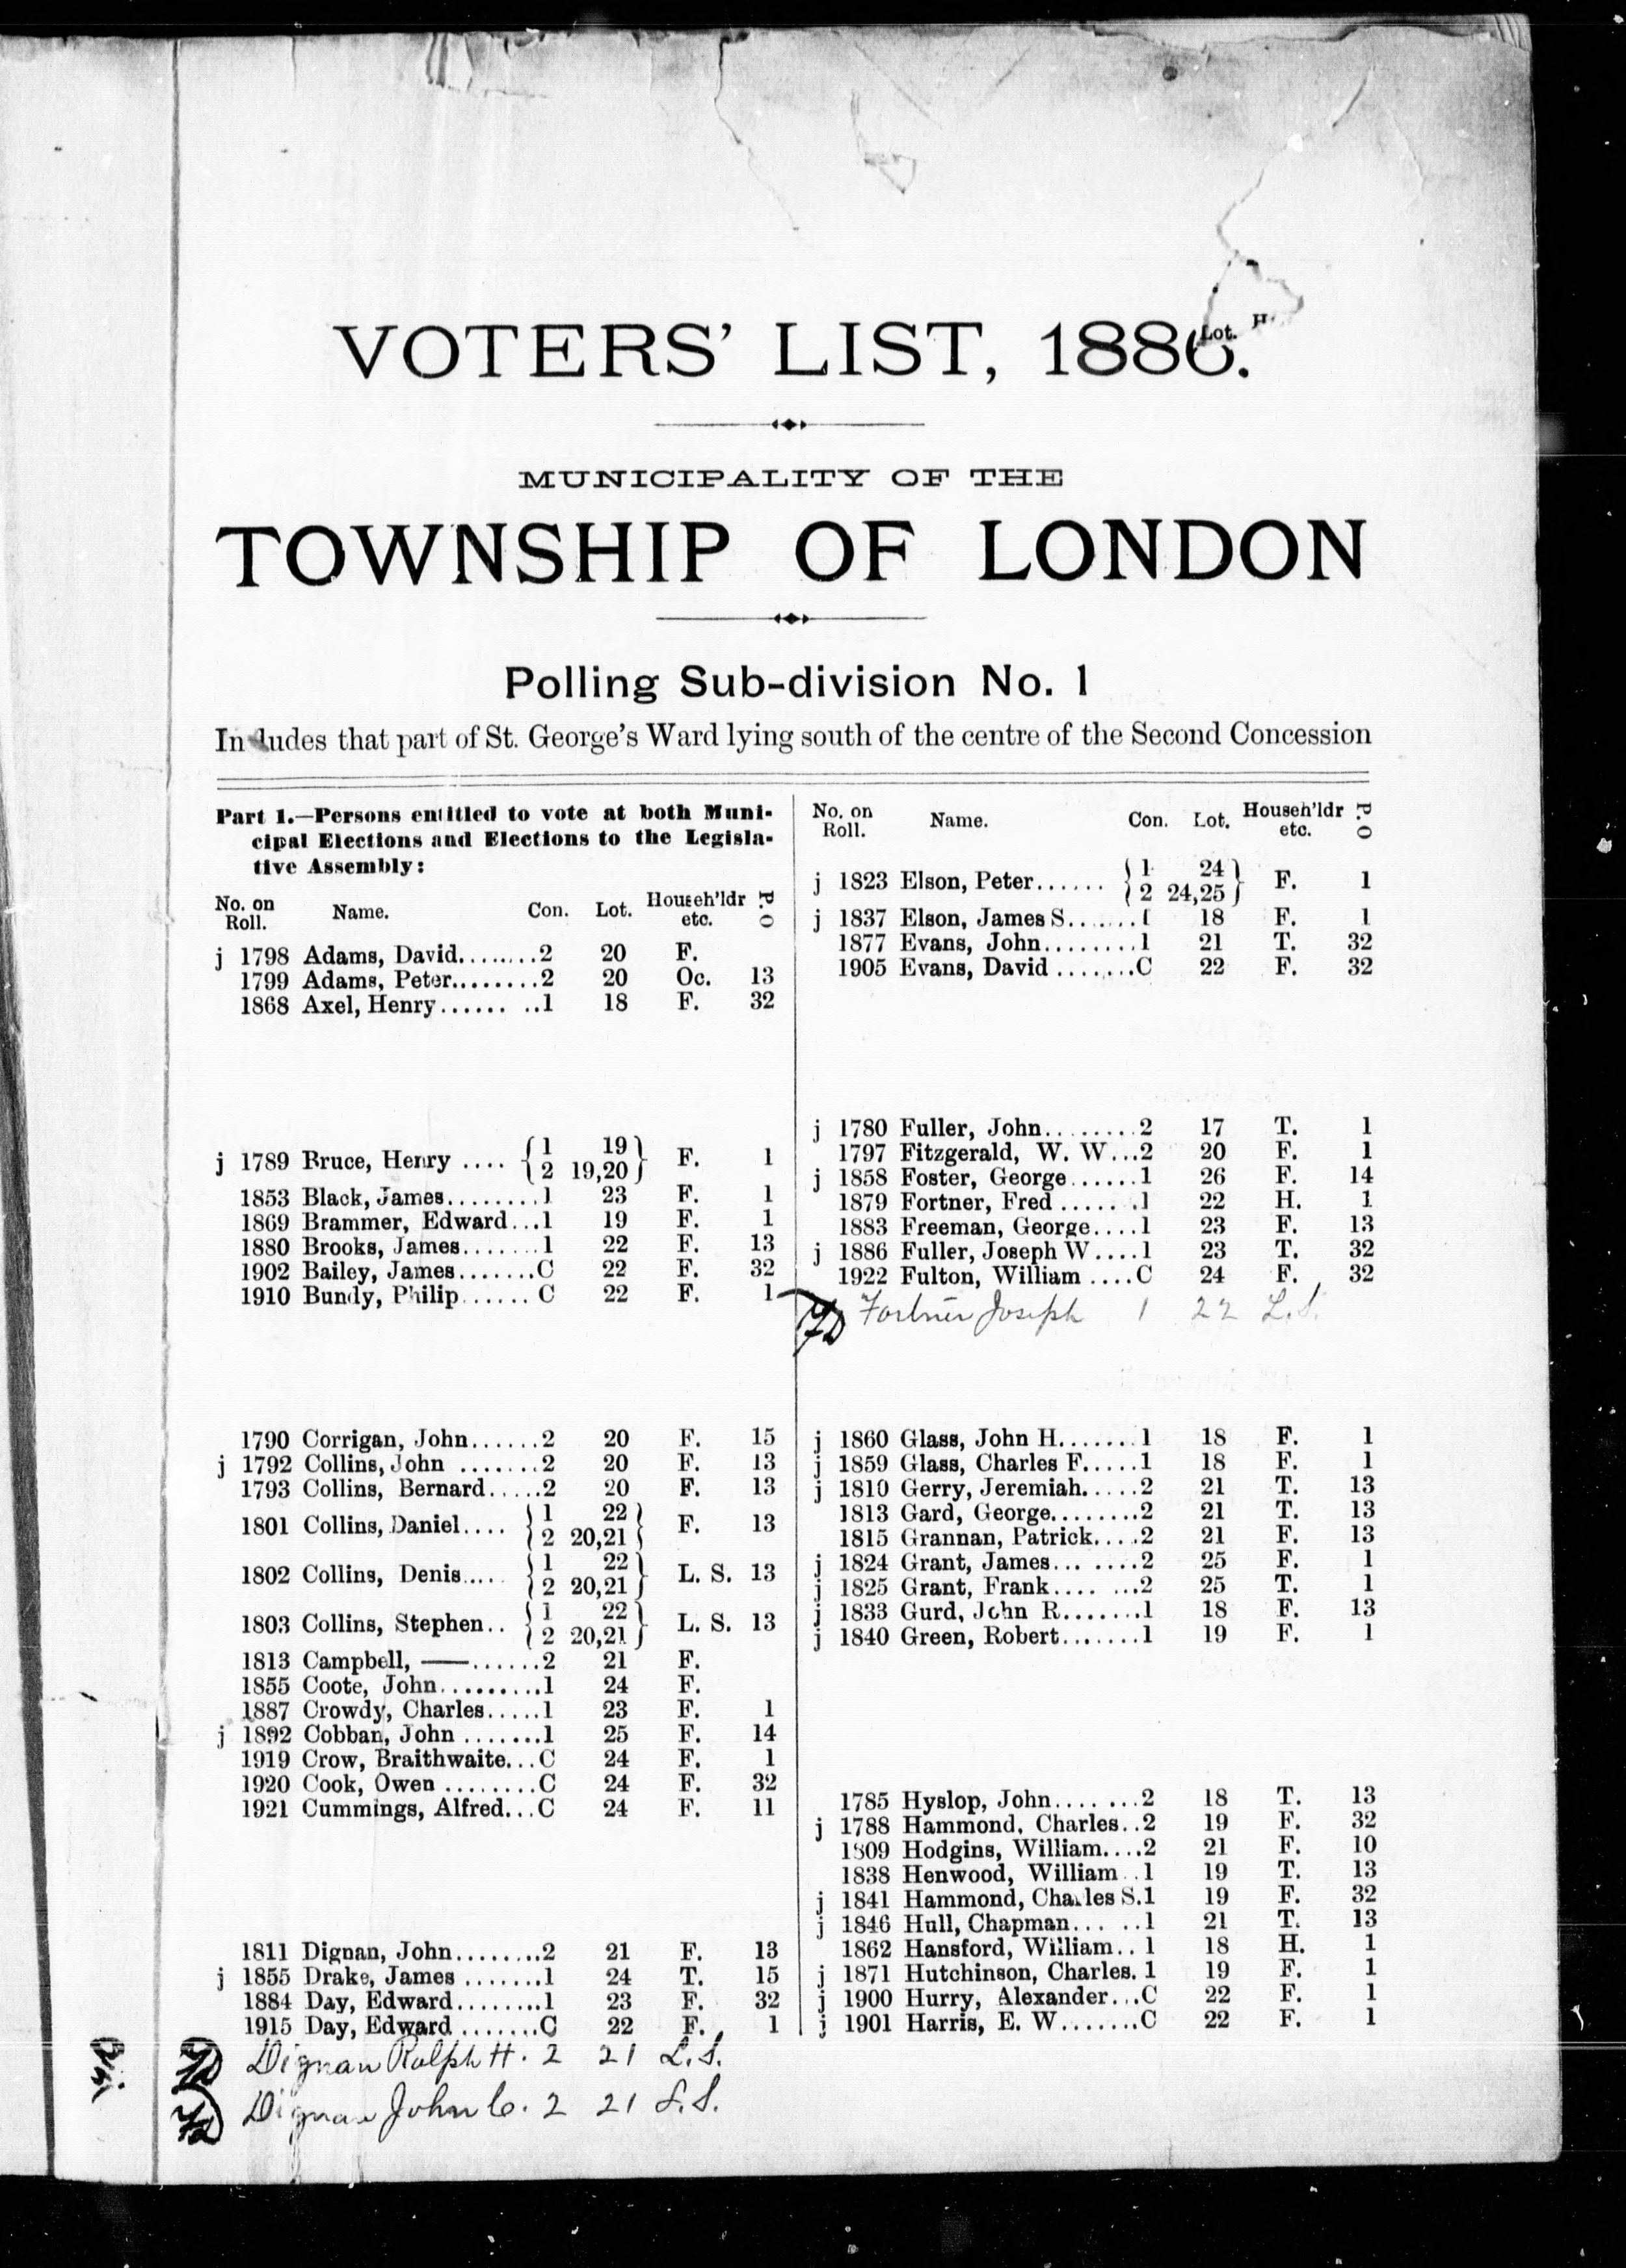 VOTERS' LIST, 1886.
Lot. H
MUNICIPALITY OF THE
TOWNSHIP OF LONDON
Polling Sub-division No. 1
Includes that part of St. George's Ward lying south of the centre of the Second Concession
Part 1.—Persons entitled to vote at both Muni-
cipal Elections and Elections to the Legisla-
tive Assembly:
No. on Roll. Name. Con. Lot. Househ'ldr etc. P.O
j 1798 Adams, David........2 20 F.
1799 Adams, Peter........2 20 Oc. 13
1868 Axel, Henry...... ..1 18 F. 32
j 1789 Bruce, Henry .... {1 19} F. 1
{2 19,20}
1853 Black, James........1 23 F. 1
1869 Brammer, Edward...1 19 F. 1
1880 Brooks, James.......1 22 F. 13
1902 Bailey, James.......C 22 F. 32
1910 Bundy, Philip...... C 22 F. 1
1790 Corrigan, John......2 20 F. 15
j 1792 Collins, John .......2 20 F. 13
1793 Collins, Bernard.....2 20 F. 13
1801 Collins, Daniel.... {1 22} F. 13
{2 20,21}
1802 Collins, Denis..... {1 22} L. S. 13
{2 20,21}
1803 Collins, Stephen.. {1 22} L. S. 13
{2 20,21}
1813 Campbell, ——......2 21 F.
1855 Coote, John.........1 24 F.
1887 Crowdy, Charles.....1 23 F. 1
j 1892 Cobban, John .......1 25 F. 14
1919 Crow, Braithwaite...C 24 F. 1
1920 Cook, Owen ........C 24 F. 32
1921 Cummings, Alfred...C 24 F. 11
1811 Dignan, John........2 21 F. 13
j 1855 Drake, James .......1 24 T. 15
1884 Day, Edward........1 23 F. 32
1915 Day, Edward .......C 22 F. 1
Dignan Ralph H. 2 21 L.S.
Dignan John C. 2 21 L.S.
No. on Roll. Name. Con. Lot. Househ'ldr etc. P.O
j 1823 Elson, Peter...... {1 24} F. 1
{2 24,25}
j 1837 Elson, James S.......1 18 F. 1
1877 Evans, John........1 21 T. 32
1905 Evans, David .......C 22 F. 32
j 1780 Fuller, John........2 17 T. 1
1797 Fitzgerald, W. W...2 20 F. 1
j 1858 Foster, George......1 26 F. 14
1879 Fortner, Fred .......1 22 H. 1
1883 Freeman, George....1 23 F. 13
j 1886 Fuller, Joseph W....1 23 T. 32
1922 Fulton, William ....C 24 F. 32
Fortner Joseph 1 22 L.S.
j 1860 Glass, John H.......1 18 F. 1
j 1859 Glass, Charles F.....1 18 F. 1
j 1810 Gerry, Jeremiah.....2 21 T. 13
1813 Gard, George........2 21 T. 13
1815 Grannan, Patrick....2 21 F. 13
j 1824 Grant, James... ....2 25 F. 1
j 1825 Grant, Frank.... ...2 25 T. 1
j 1833 Gurd, John R.......1 18 F. 13
j 1840 Green, Robert.......1 19 F. 1
1785 Hyslop, John.... ...2 18 T. 13
j 1788 Hammond, Charles..2 19 F. 32
1809 Hodgins, William....2 21 F. 10
1838 Henwood, William..1 19 T. 13
j 1841 Hammond, Charles S.1 19 F. 32
j 1846 Hull, Chapman... ..1 21 T. 13
1862 Hansford, William.. 1 18 H. 1
j 1871 Hutchinson, Charles. 1 19 F. 1
j 1900 Hurry, Alexander...C 22 F. 1
j 1901 Harris, E. W.......C 22 F. 1